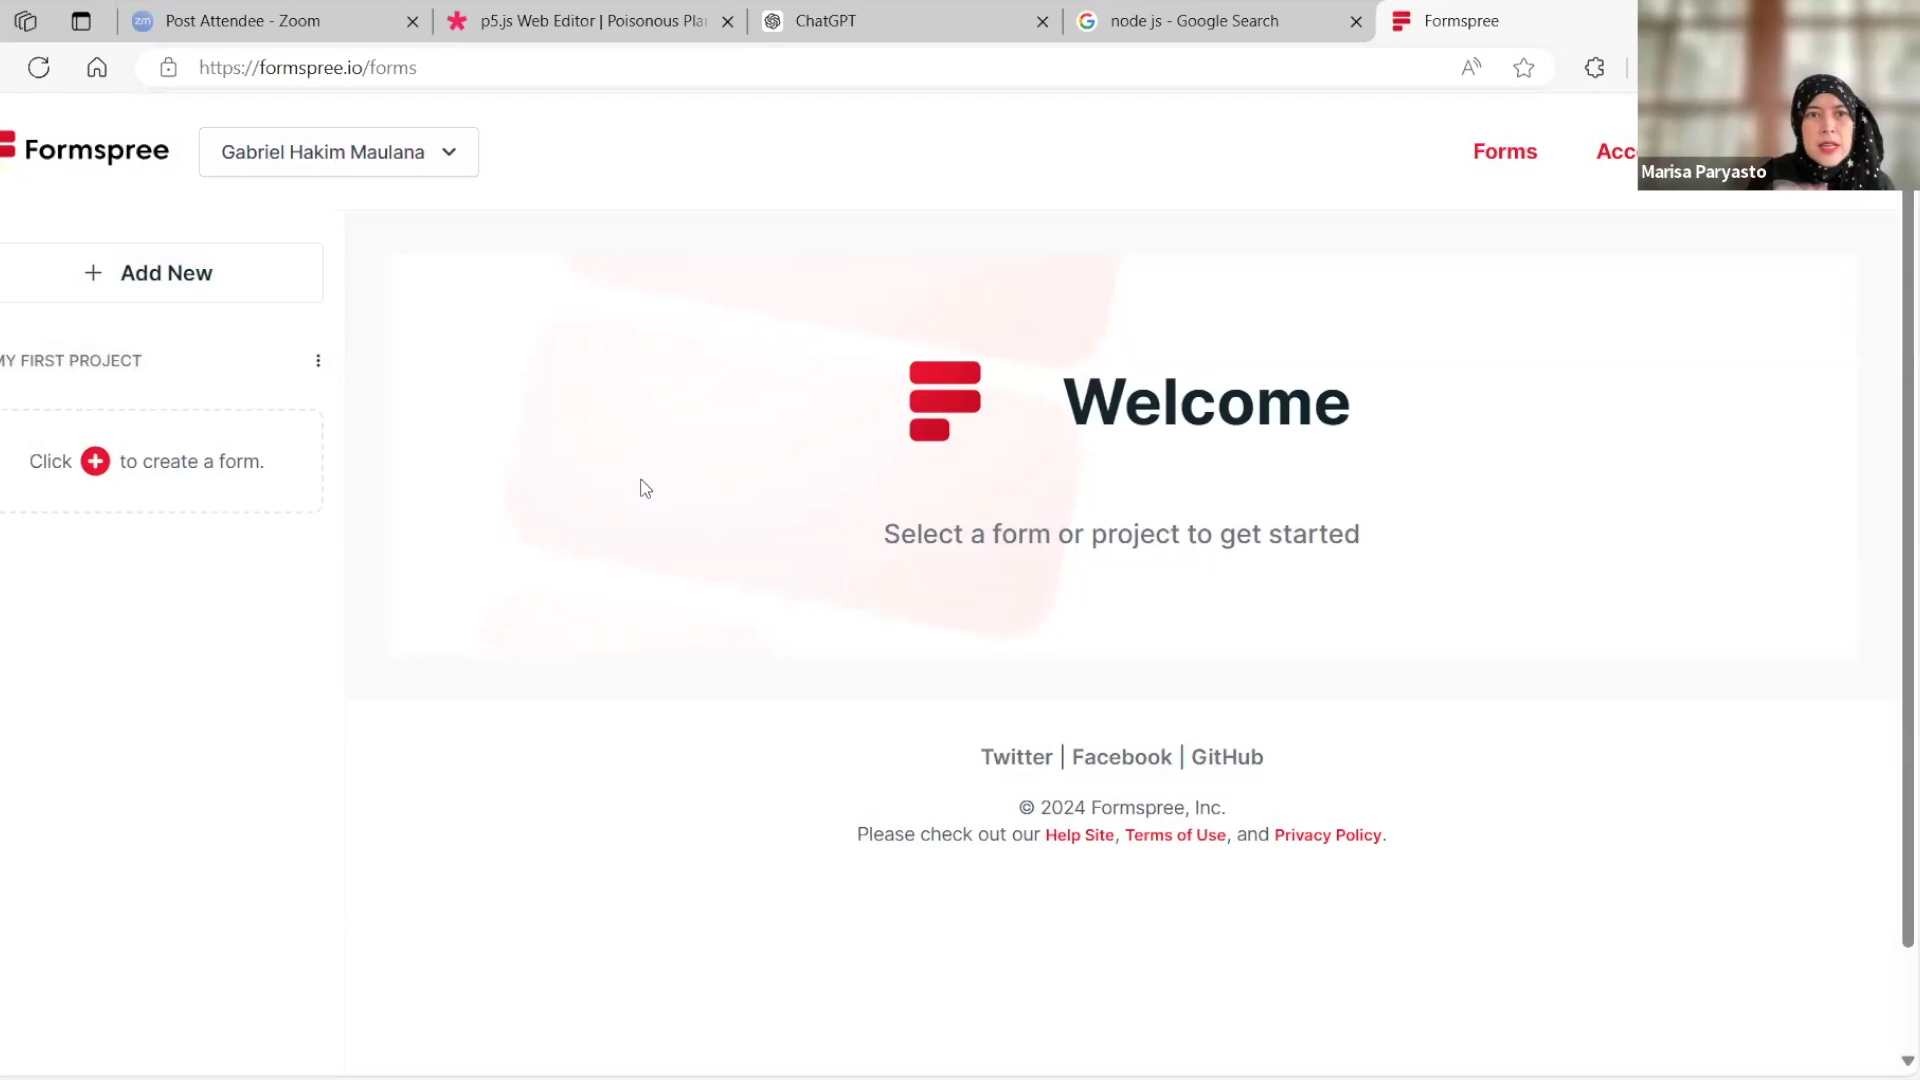 zm Post Attendee - Zoom
p5.js Web Editor | Poisonous Pla
ChatGPT
node js - Google Search
Formspree
https://formspree.io/forms
Formspree
Gabriel Hakim Maulana
Forms
Acc
Marisa Paryasto
+ Add New
MY FIRST PROJECT
Click + to create a form.
Welcome
Select a form or project to get started
Twitter | Facebook | GitHub
© 2024 Formspree, Inc.
Please check out our Help Site, Terms of Use, and Privacy Policy.